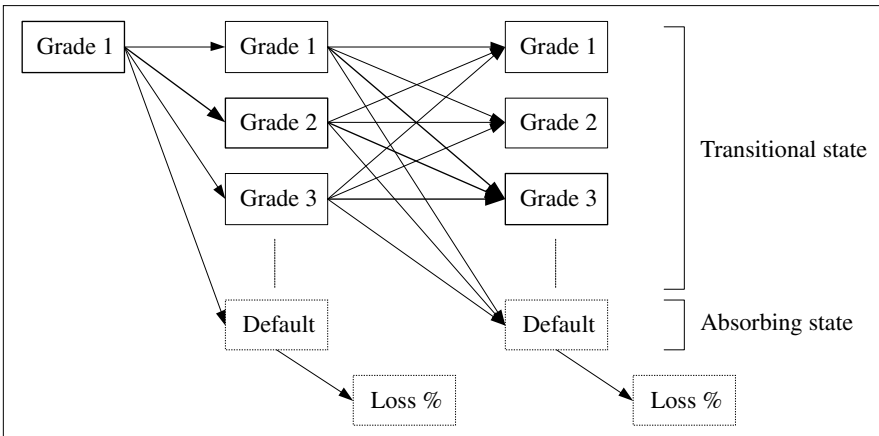 Grade 1
Grade 1
Grade 1
Grade 2
Grade 2
Transitional state
Grade 3
Grade 3
Default
Default
Absorbing state
Loss %
Loss %